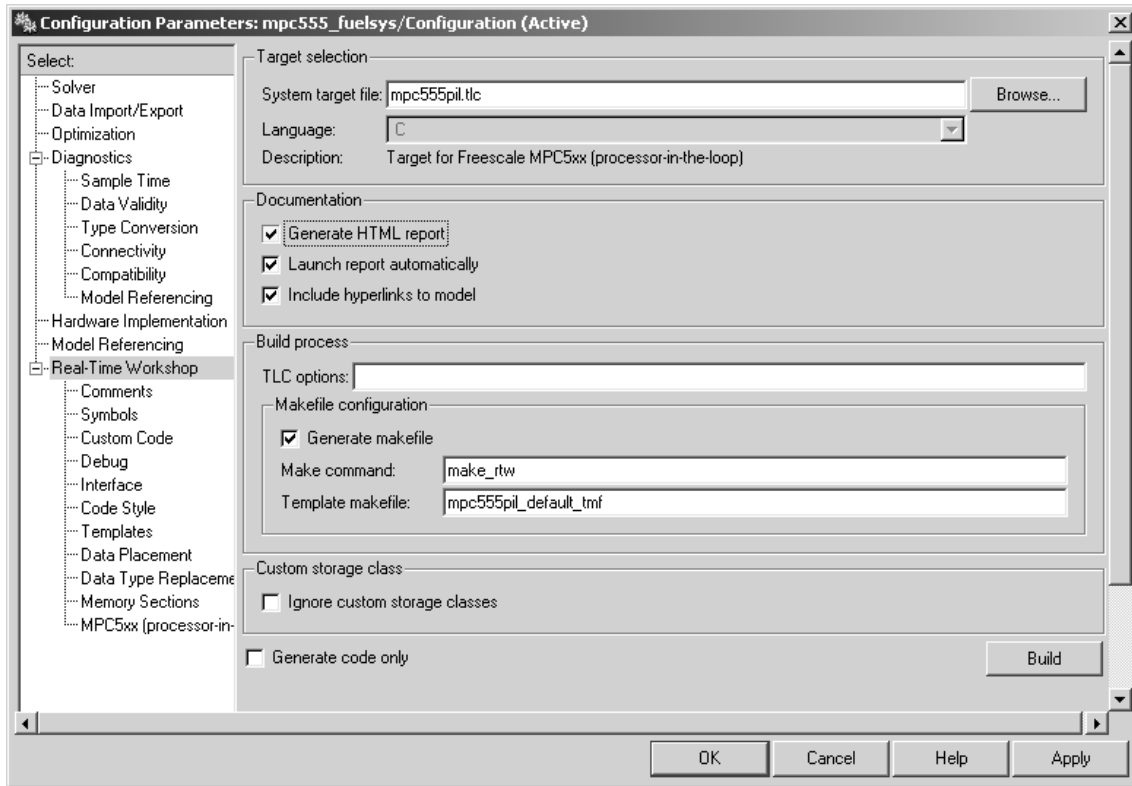 Configuration Parameters: mpc555_fuelsys/Configuration (Active)
Select:
Solver
Data Import/Export
Optimization
Diagnostics
Sample Time
Data Validity
Type Conversion
Connectivity
Compatibility
Model Referencing
Hardware Implementation
Model Referencing
Real-Time Workshop
Comments
Symbols
Custom Code
Debug
Interface
Code Style
Templates
Data Placement
Data Type Replaceme
Memory Sections
MPC5xx (processor-in-
Target selection
System target file: mpc555pil.tlc Browse...
Language: C
Description: Target for Freescale MPC5xx (processor-in-the-loop)
Documentation
Generate HTML report
Launch report automatically
Include hyperlinks to model
Build process
TLC options:
Makefile configuration
Generate makefile
Make command: make_rtw
Template makefile: mpc555pil_default_tmf
Custom storage class
Ignore custom storage classes
Generate code only Build
OK Cancel Help Apply